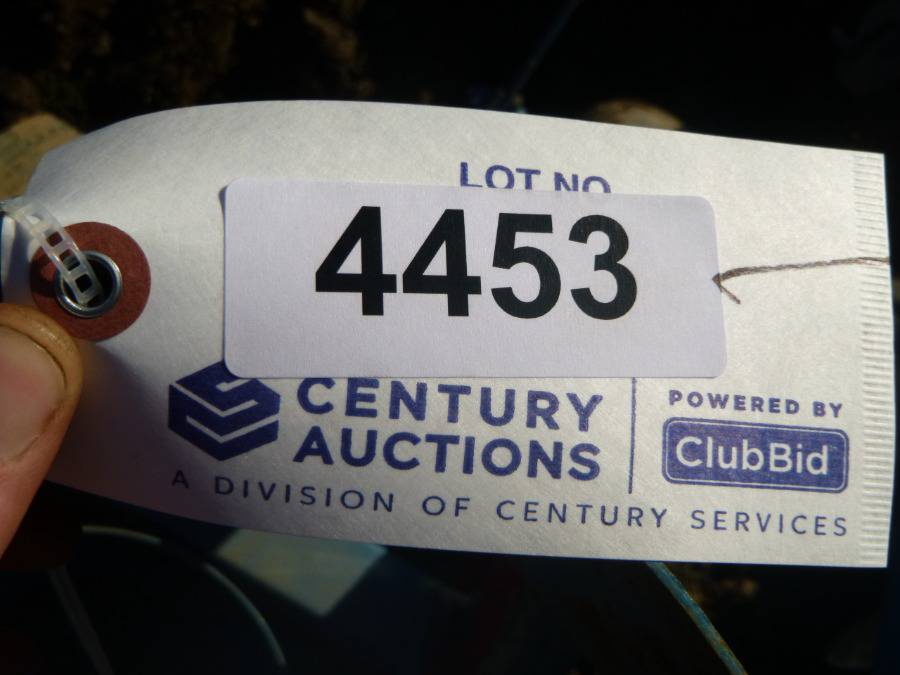 LOT NO
4453
CENTURY
AUCTIONS
A DIVISION OF CENTURY SERVICES
POWERED BY
ClubBid